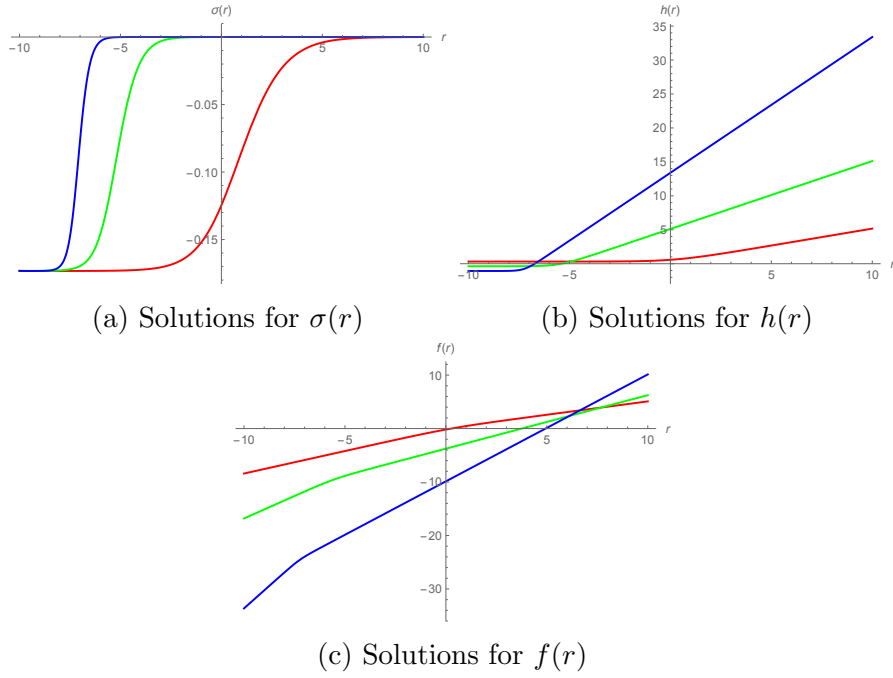 σ(r)
-10 -5 5 10 r
-0.05
-0.10
-0.15
(a) Solutions for σ(r)
h(r)
35
30
25
20
15
10
5
-10 -5 5 10 r
(b) Solutions for h(r)
f(r)
10
-10 -5 5 10 r
-10
-20
-30
(c) Solutions for f(r)